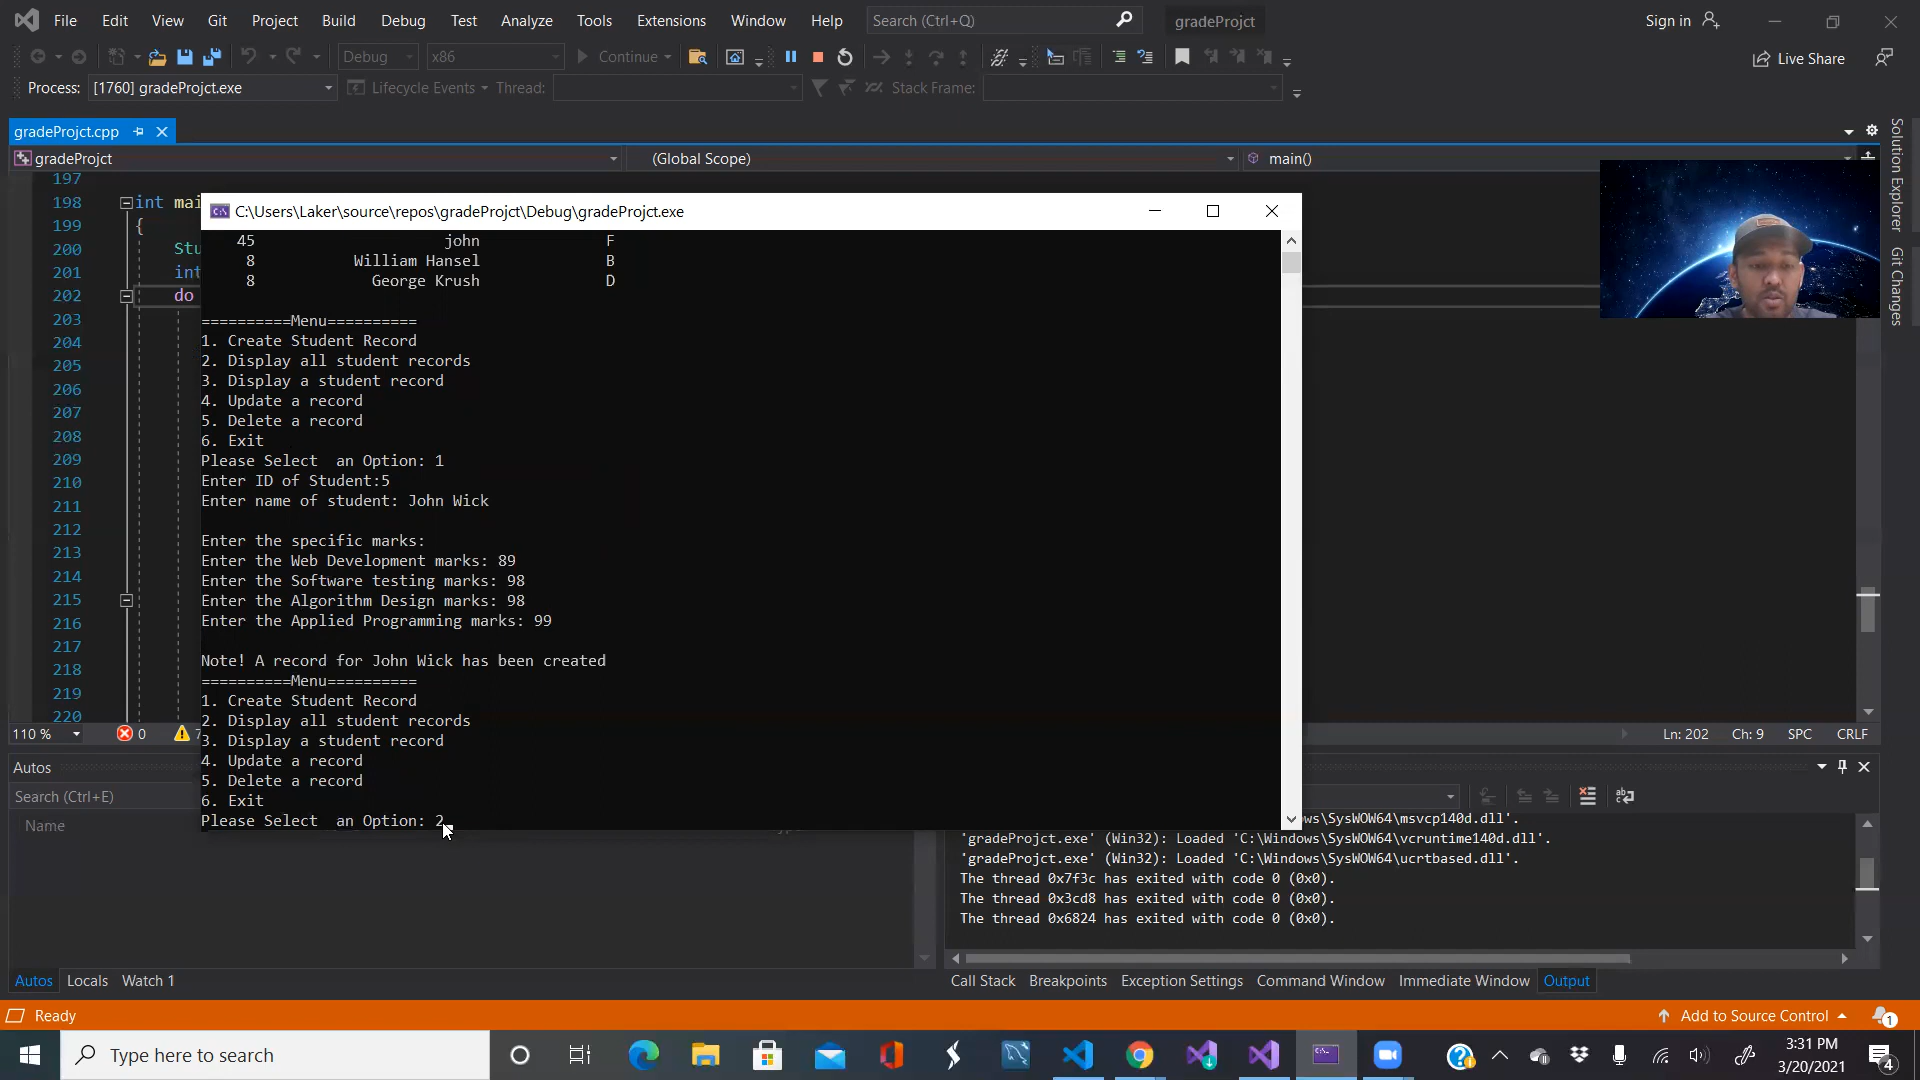 File Edit View Git Project Build Debug Test Analyze Tools Extensions Window Help Search (Ctrl+Q) gradeProjct Sign in
Debug x86 Continue Live Share
Process: [1760] gradeProjct.exe Lifecycle Events Thread: Stack Frame:
gradeProjct.cpp
gradeProjct (Global Scope) main()
Solution Explorer
Git Changes
197
198 int mai
199 {
200 Stu
201 int
202 do
203
204
205
206
207
208
209
210
211
212
213
214
215
216
217
218
219
220
C:\Users\Laker\source\repos\gradeProjct\Debug\gradeProjct.exe
45 john F
8 William Hansel B
8 George Krush D
==========Menu==========
1. Create Student Record
2. Display all student records
3. Display a student record
4. Update a record
5. Delete a record
6. Exit
Please Select  an Option: 1
Enter ID of Student:5
Enter name of student: John Wick
Enter the specific marks:
Enter the Web Development marks: 89
Enter the Software testing marks: 98
Enter the Algorithm Design marks: 98
Enter the Applied Programming marks: 99
Note! A record for John Wick has been created
==========Menu==========
1. Create Student Record
2. Display all student records
3. Display a student record
4. Update a record
5. Delete a record
6. Exit
Please Select  an Option: 2
110 % 0 7 Ln: 202 Ch: 9 SPC CRLF
Autos
Search (Ctrl+E)
Name
ws\SysWOW64\msvcp140d.dll'.
'gradeProjct.exe' (Win32): Loaded 'C:\Windows\SysWOW64\vcruntime140d.dll'.
'gradeProjct.exe' (Win32): Loaded 'C:\Windows\SysWOW64\ucrtbased.dll'.
The thread 0x7f3c has exited with code 0 (0x0).
The thread 0x3cd8 has exited with code 0 (0x0).
The thread 0x6824 has exited with code 0 (0x0).
Autos Locals Watch 1 Call Stack Breakpoints Exception Settings Command Window Immediate Window Output
Ready Add to Source Control 1
Type here to search 3:31 PM
3/20/2021 4